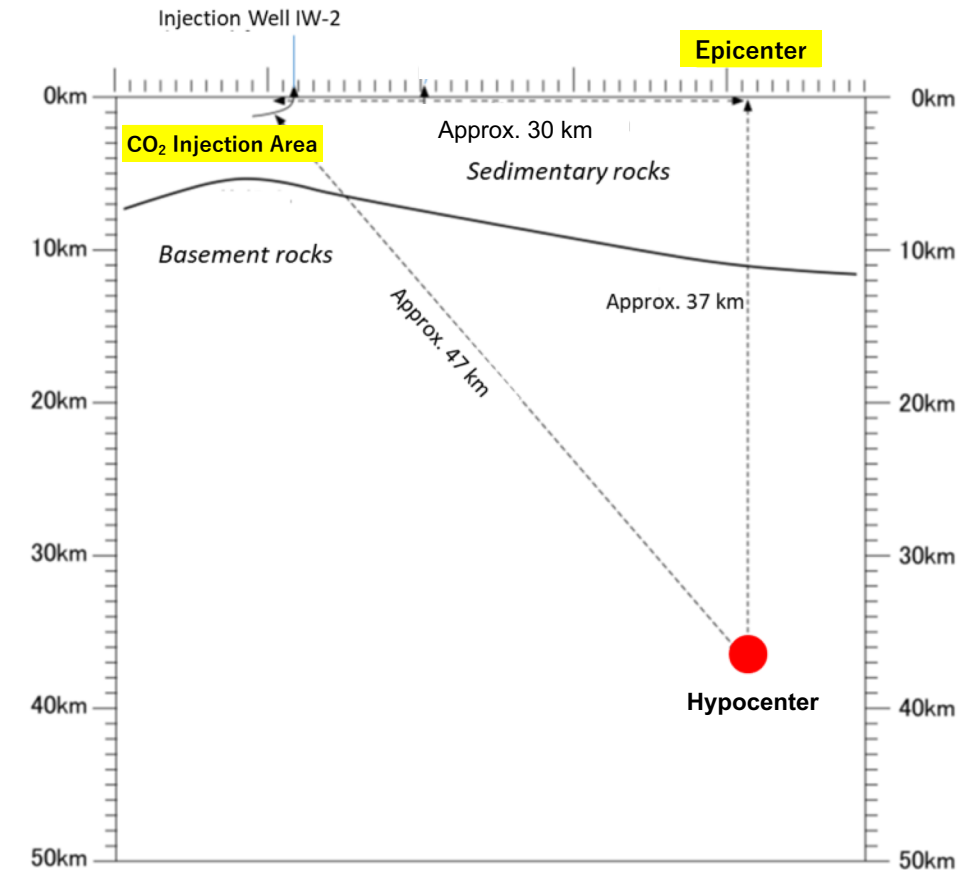 Injection Well IW-2
Epicenter
0km
0km
CO₂ Injection Area
Approx. 30 km
Sedimentary rocks
10km
10km
Basement rocks
Approx. 37 km
Approx. 47 km
20km
20km
30km
30km
Hypocenter
40km
40km
50km
50km